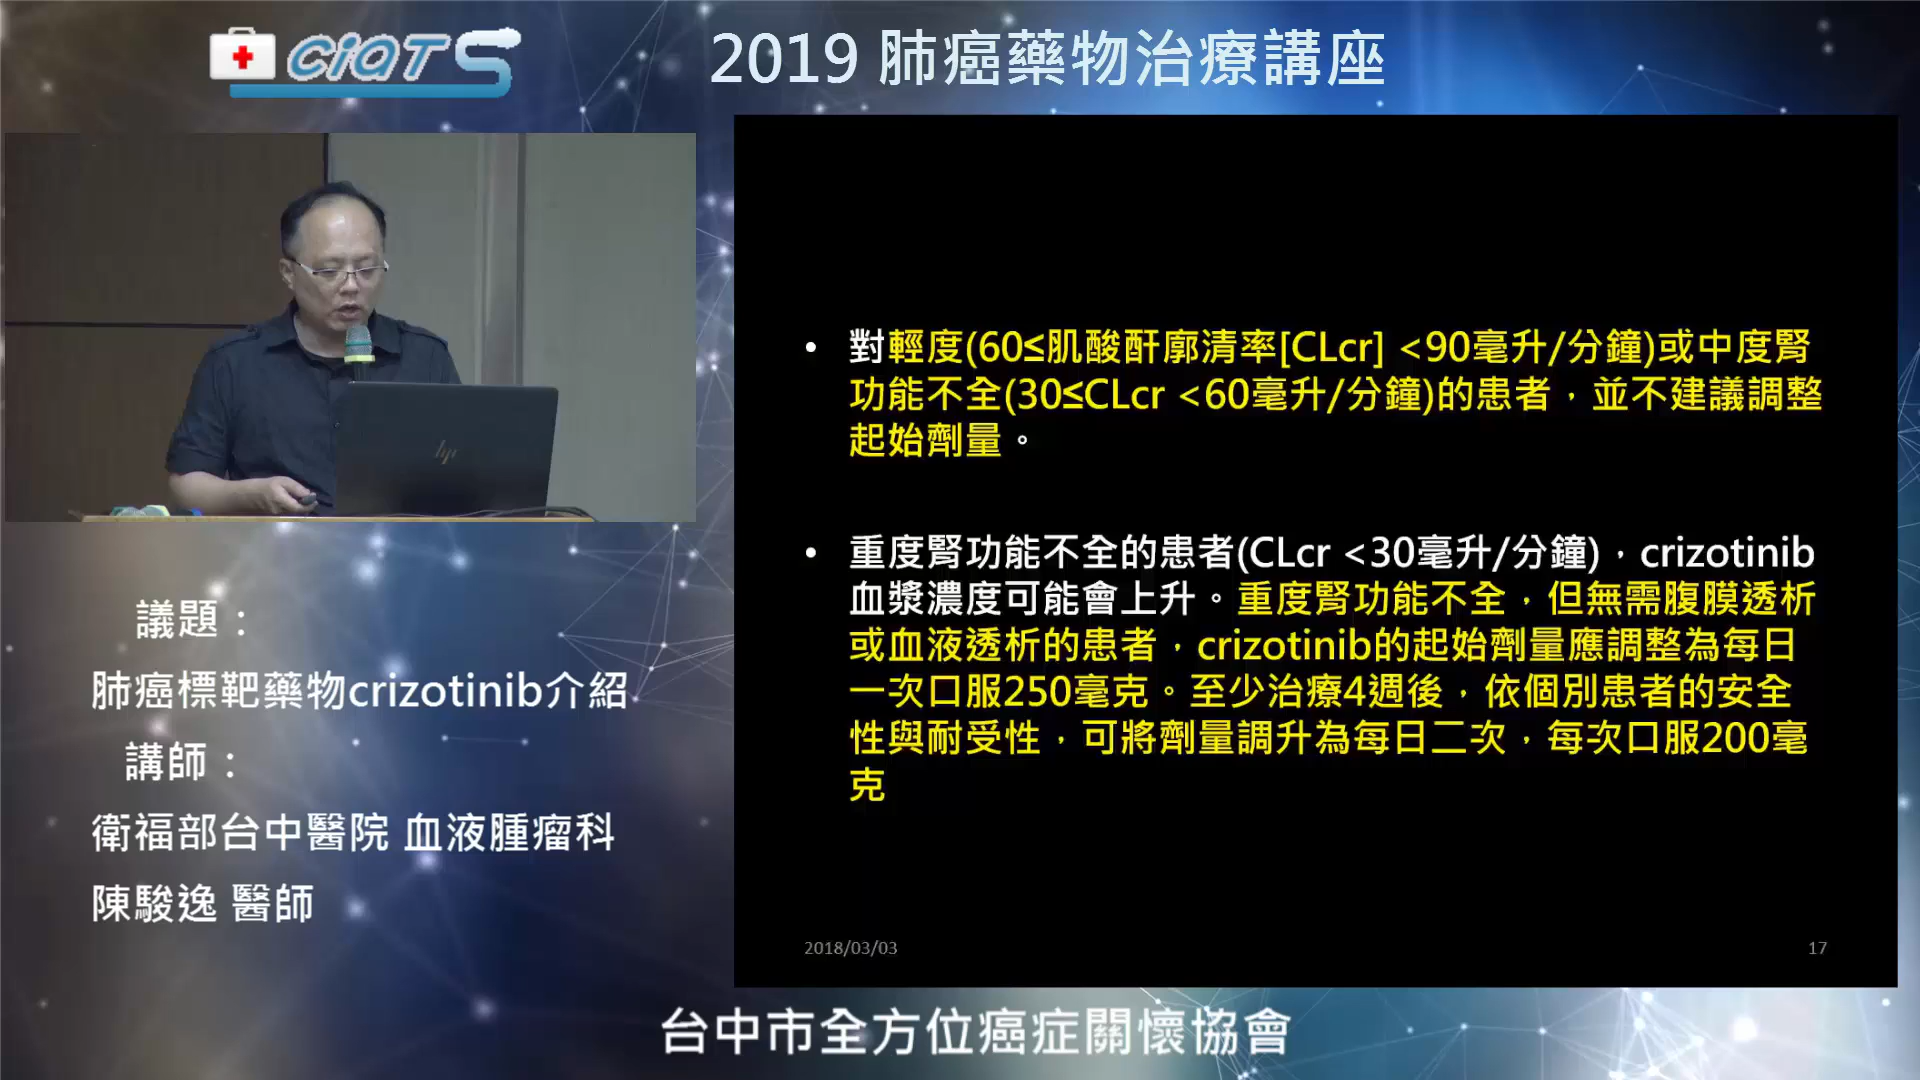 CiQTS
2019 肺癌藥物治療講座
議題：
肺癌標靶藥物crizotinib介紹
講師：
衛福部台中醫院 血液腫瘤科
陳駿逸 醫師
hp
• 對輕度(60≤肌酸酐廓清率[CLcr] <90毫升/分鐘)或中度腎
功能不全(30≤CLcr <60毫升/分鐘)的患者，並不建議調整
起始劑量。
• 重度腎功能不全的患者(CLcr <30毫升/分鐘)，crizotinib
血漿濃度可能會上升。重度腎功能不全，但無需腹膜透析
或血液透析的患者，crizotinib的起始劑量應調整為每日
一次口服250毫克。至少治療4週後，依個別患者的安全
性與耐受性，可將劑量調升為每日二次，每次口服200毫
克
2018/03/03
17
台中市全方位癌症關懷協會